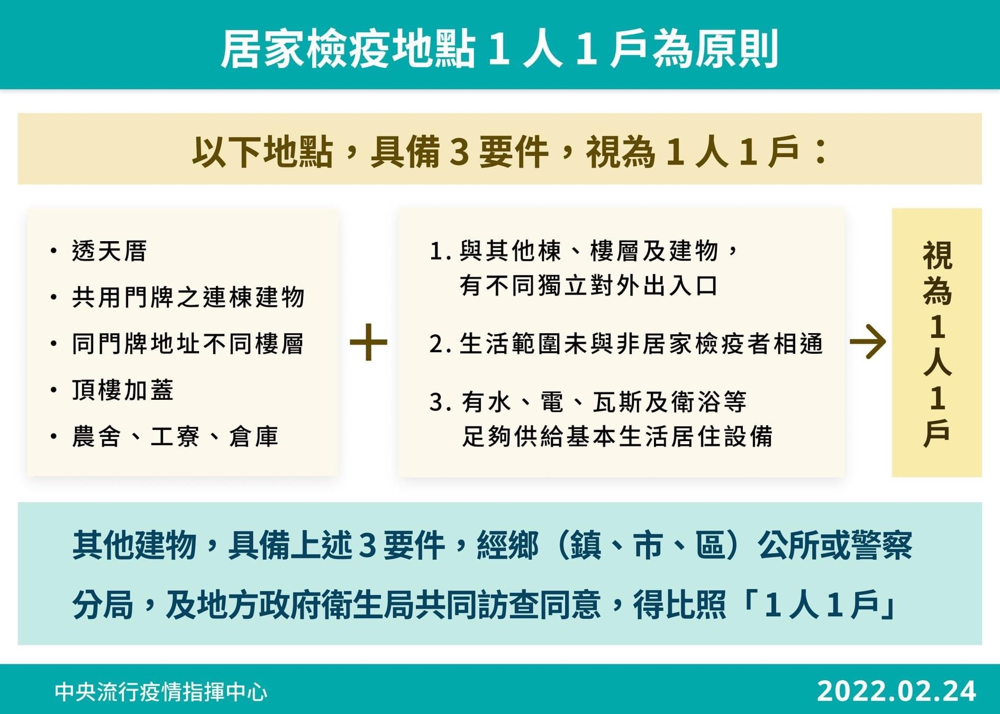 居家檢疫地點 1 人 1 戶為原則
以下地點，具備 3 要件，視為 1 人 1 戶：
• 透天厝
• 共用門牌之連棟建物
• 同門牌地址不同樓層
• 頂樓加蓋
• 農舍、工寮、倉庫
＋
1. 與其他棟、樓層及建物，
有不同獨立對外出入口
2. 生活範圍未與非居家檢疫者相通
3. 有水、電、瓦斯及衛浴等
足夠供給基本生活居住設備
→
視為1人1戶
其他建物，具備上述 3 要件，經鄉（鎮、市、區）公所或警察
分局，及地方政府衛生局共同訪查同意，得比照「1 人 1 戶」
中央流行疫情指揮中心
2022.02.24